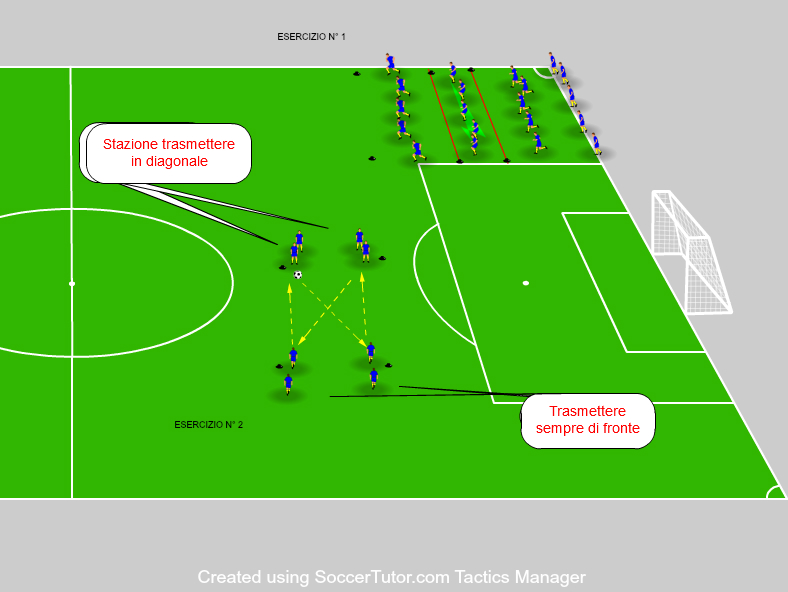 ESERCIZIO N° 1
Stazione trasmettere
in diagonale
Trasmettere
sempre di fronte
ESERCIZIO N° 2
Created using SoccerTutor.com Tactics Manager